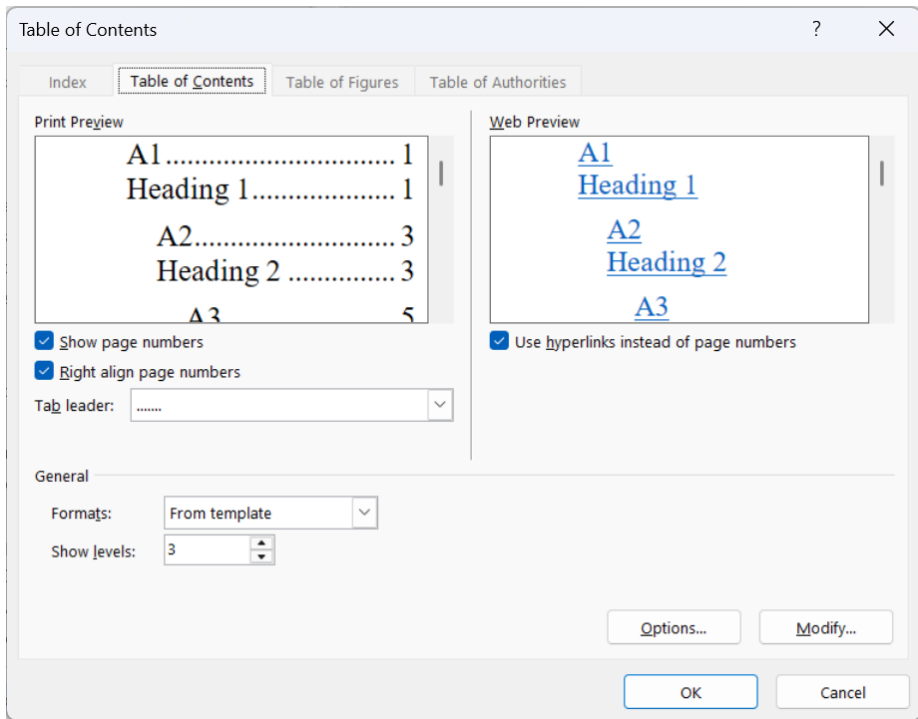 Table of Contents
?
Index
Table of Contents
Table of Figures
Table of Authorities
Print Preview
A1.............................. 1
Heading 1................... 1
A2.......................... 3
Heading 2 .............. 3
A3 5
Show page numbers
Right align page numbers
Tab leader: .......
Web Preview
A1
Heading 1
A2
Heading 2
A3
Use hyperlinks instead of page numbers
General
Formats: From template
Show levels: 3
Options...
Modify...
OK
Cancel